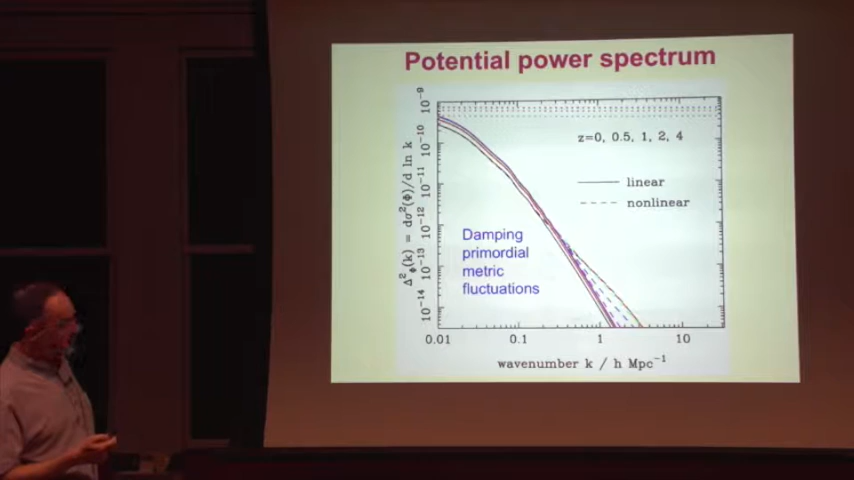 Potential power spectrum
Δ²_Φ(k) = dσ²(Φ)/d ln k
10⁻⁹
10⁻¹⁰
10⁻¹¹
10⁻¹²
10⁻¹³
10⁻¹⁴
z=0, 0.5, 1, 2, 4
linear
nonlinear
Damping
primordial
metric
fluctuations
0.01 0.1 1 10
wavenumber k / h Mpc⁻¹